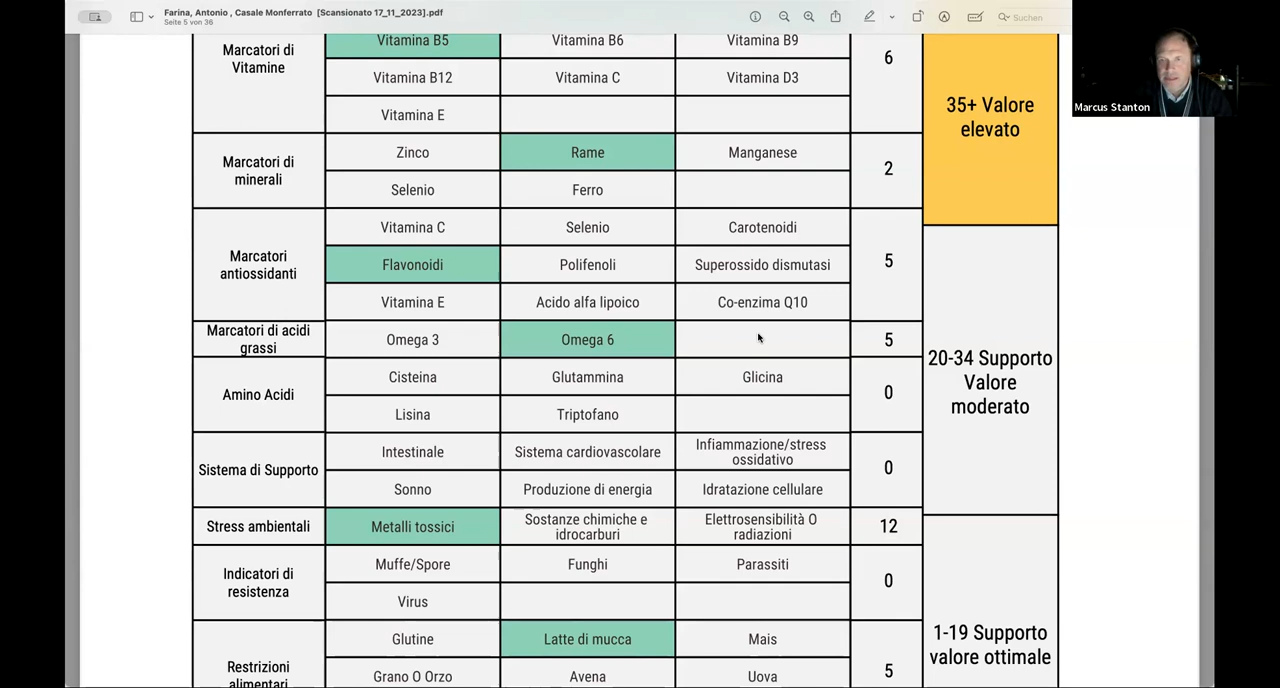 Farina, Antonio , Casale Monferrato [Scansionato 17_11_2023].pdf
Seite 5 von 36
Suchen
Marcus Stanton
Marcatori di
Vitamine
Vitamina B5
Vitamina B6
Vitamina B9
6
Vitamina B12
Vitamina C
Vitamina D3
Vitamina E
35+ Valore
elevato
Marcatori di
minerali
Zinco
Rame
Manganese
2
Selenio
Ferro
Marcatori
antiossidanti
Vitamina C
Selenio
Carotenoidi
5
Flavonoidi
Polifenoli
Superossido dismutasi
Vitamina E
Acido alfa lipoico
Co-enzima Q10
Marcatori di acidi
grassi
Omega 3
Omega 6
5
20-34 Supporto
Valore
moderato
Amino Acidi
Cisteina
Glutammina
Glicina
0
Lisina
Triptofano
Sistema di Supporto
Intestinale
Sistema cardiovascolare
Infiammazione/stress
ossidativo
0
Sonno
Produzione di energia
Idratazione cellulare
Stress ambientali
Metalli tossici
Sostanze chimiche e
idrocarburi
Elettrosensibilità O
radiazioni
12
Indicatori di
resistenza
Muffe/Spore
Funghi
Parassiti
0
Virus
1-19 Supporto
valore ottimale
Restrizioni
alimentari
Glutine
Latte di mucca
Mais
5
Grano O Orzo
Avena
Uova